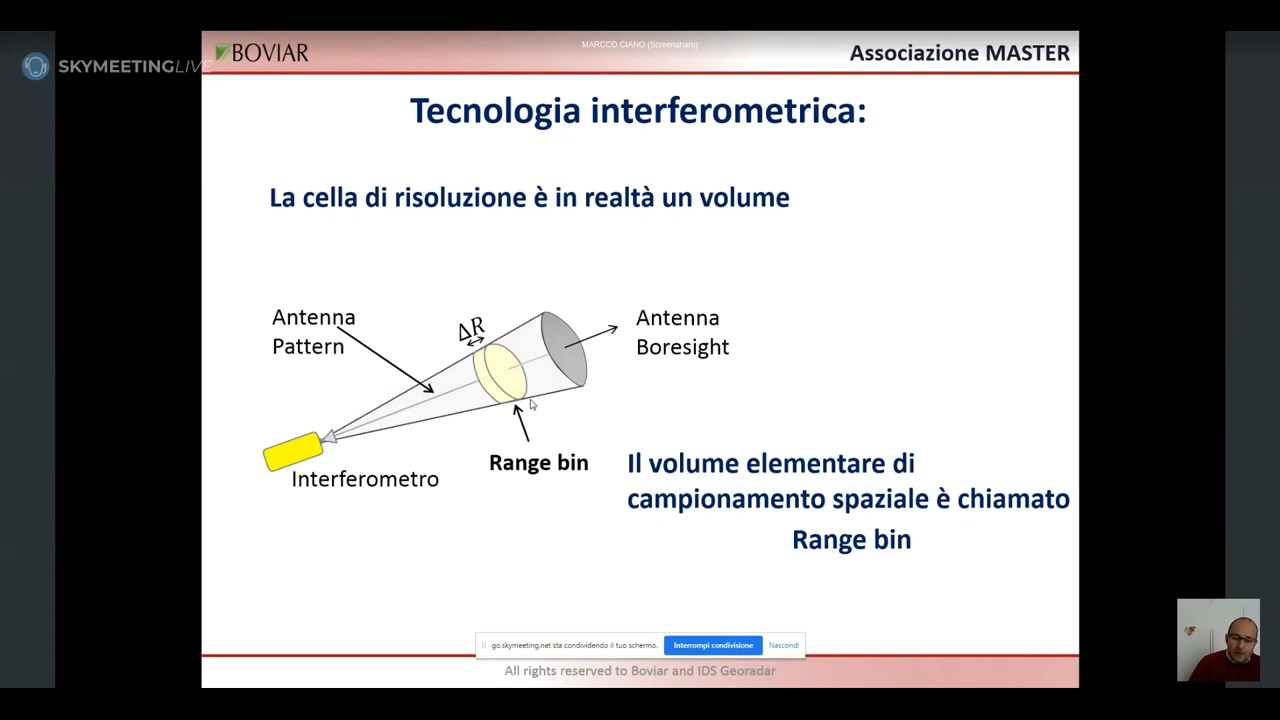 SKYMEETINGLIVE
BOVIAR
MARCCO CIANO (Screenshare)
Associazione MASTER
Tecnologia interferometrica:
La cella di risoluzione è in realtà un volume
Antenna
Pattern
ΔR
Antenna
Boresight
Interferometro
Range bin
Il volume elementare di
campionamento spaziale è chiamato
Range bin
go.skymeeting.net sta condividendo il tuo schermo.
Interrompi condivisione
Nascondi
All rights reserved to Boviar and IDS Georadar